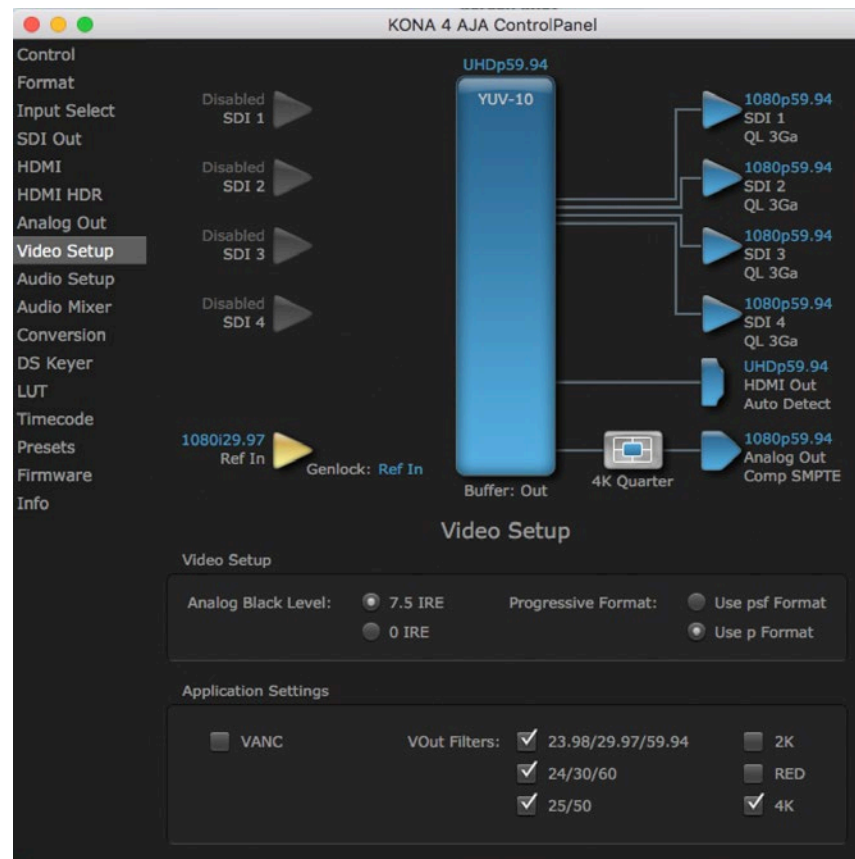 KONA 4 AJA ControlPanel
Control
Format
Input Select
SDI Out
HDMI
HDMI HDR
Analog Out
Video Setup
Audio Setup
Audio Mixer
Conversion
DS Keyer
LUT
Timecode
Presets
Firmware
Info
Disabled
SDI 1
Disabled
SDI 2
Disabled
SDI 3
Disabled
SDI 4
1080i29.97
Ref In
Genlock: Ref In
UHDp59.94
YUV-10
Buffer: Out
1080p59.94
SDI 1
QL 3Ga
1080p59.94
SDI 2
QL 3Ga
1080p59.94
SDI 3
QL 3Ga
1080p59.94
SDI 4
QL 3Ga
UHDp59.94
HDMI Out
Auto Detect
4K Quarter
1080p59.94
Analog Out
Comp SMPTE
Video Setup
Video Setup
Analog Black Level: 7.5 IRE
0 IRE
Progressive Format: Use psf Format
Use p Format
Application Settings
VANC
VOut Filters: 23.98/29.97/59.94
24/30/60
25/50
2K
RED
4K